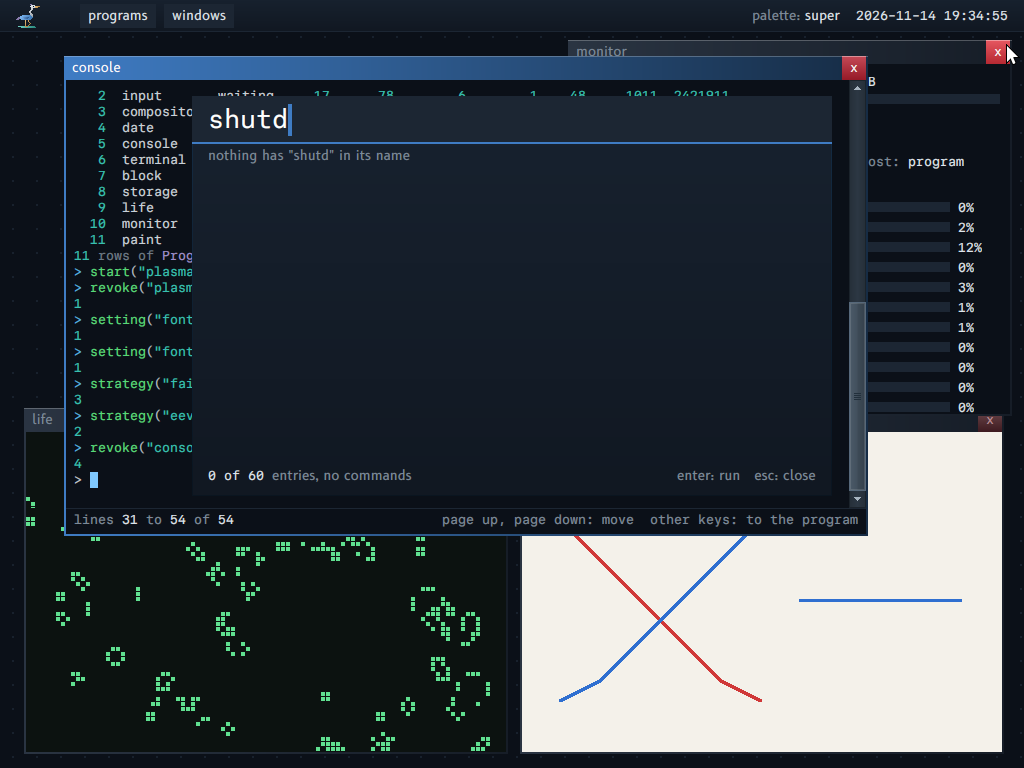 programs windows palette: super 2026-11-14 19:34:55
monitor x
console x
B
2 input
3
4 date
5 console
6 terminal
7 block
8 storage
9 life
10 monitor
11 paint
11 rows of Prog
> start("plasma
> revoke("plasm
1
> setting("font
1
> setting("font
1
> strategy("fai
3
> strategy("eev
2
> revoke("conso
4
>
shutd
nothing has "shutd" in its name
0 of 60 entries, no commands enter: run esc: close
lines 31 to 54 of 54 page up, page down: move other keys: to the program
ost: program
0%
2%
12%
0%
3%
1%
1%
0%
0%
0%
0%
life
x